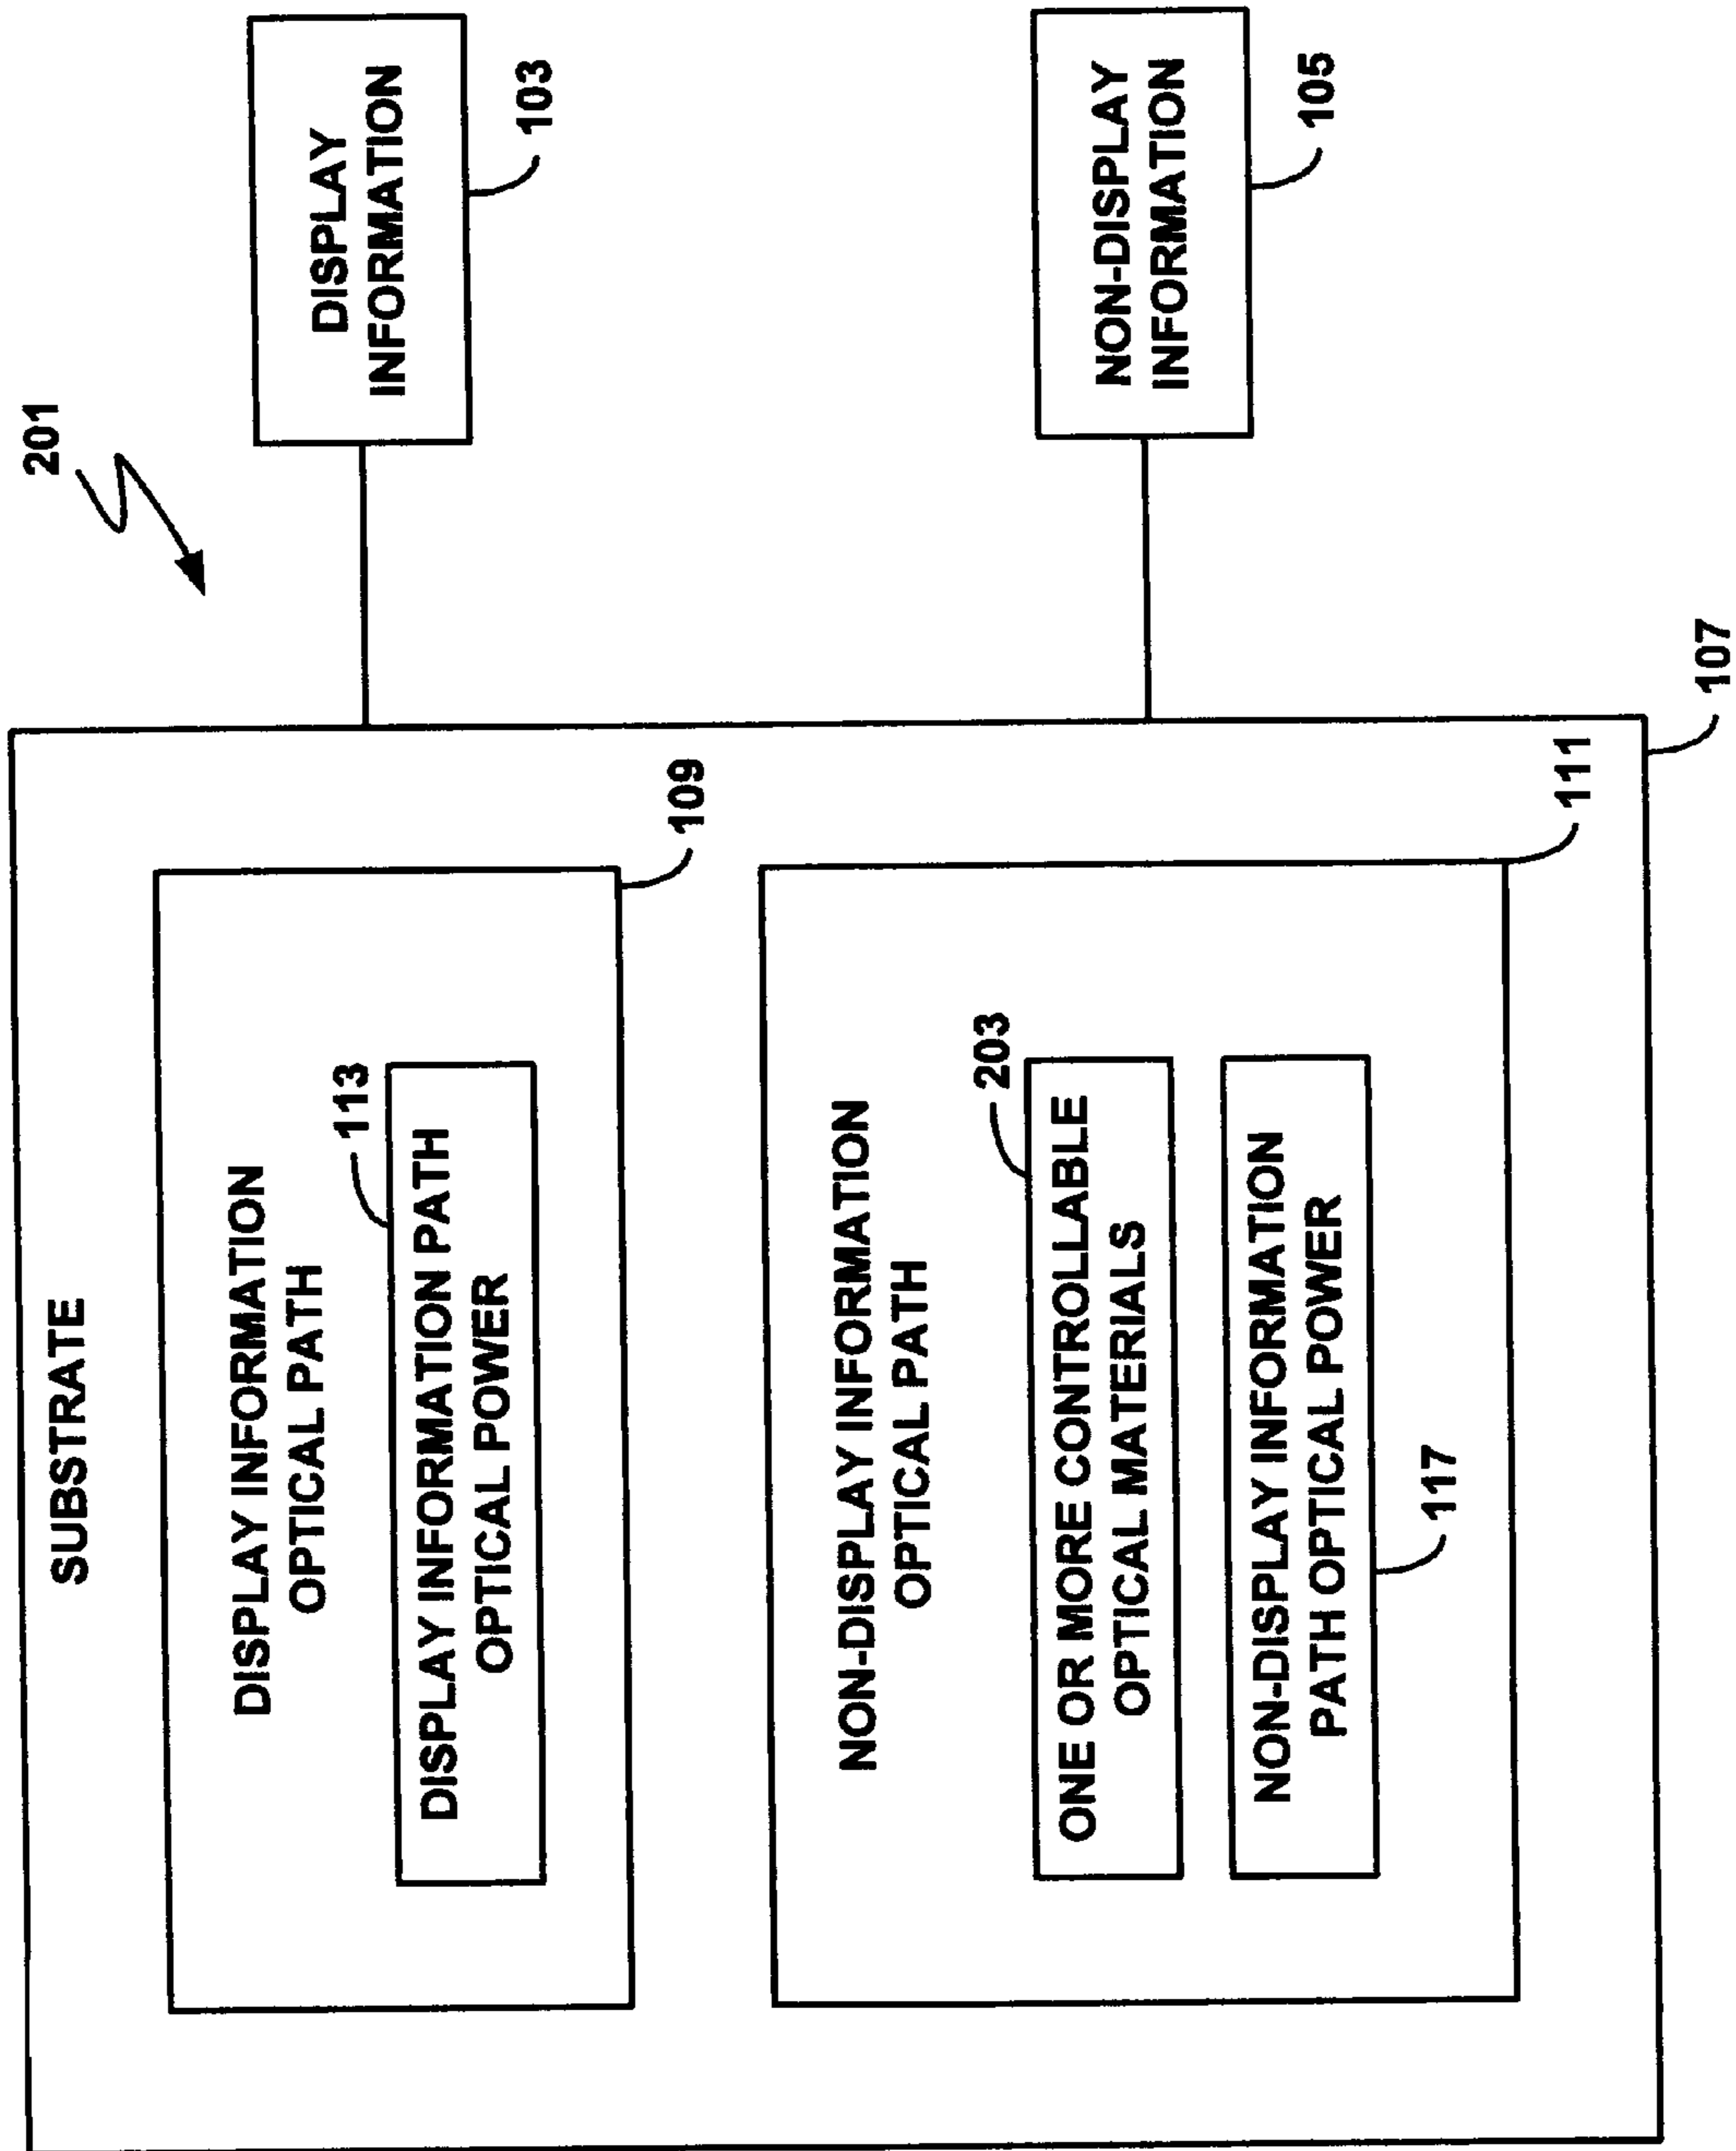 201
SUBSTRATE
DISPLAY INFORMATION
OPTICAL PATH
113
DISPLAY INFORMATION PATH
OPTICAL POWER
109
DISPLAY
INFORMATION
103
NON-DISPLAY INFORMATION
OPTICAL PATH
203
ONE OR MORE CONTROLLABLE
OPTICAL MATERIALS
NON-DISPLAY INFORMATION
PATH OPTICAL POWER
117
111
107
NON-DISPLAY
INFORMATION
105